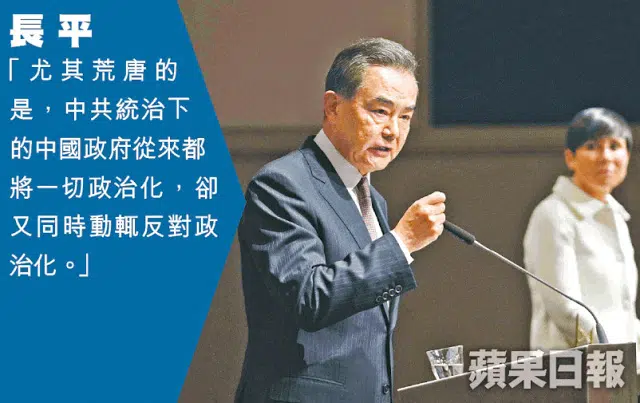 長平
「尤其荒唐的
是，中共統治下
的中國政府從來都
將一切政治化，卻
又同時動輒反對政
治化。」
蘋果日報